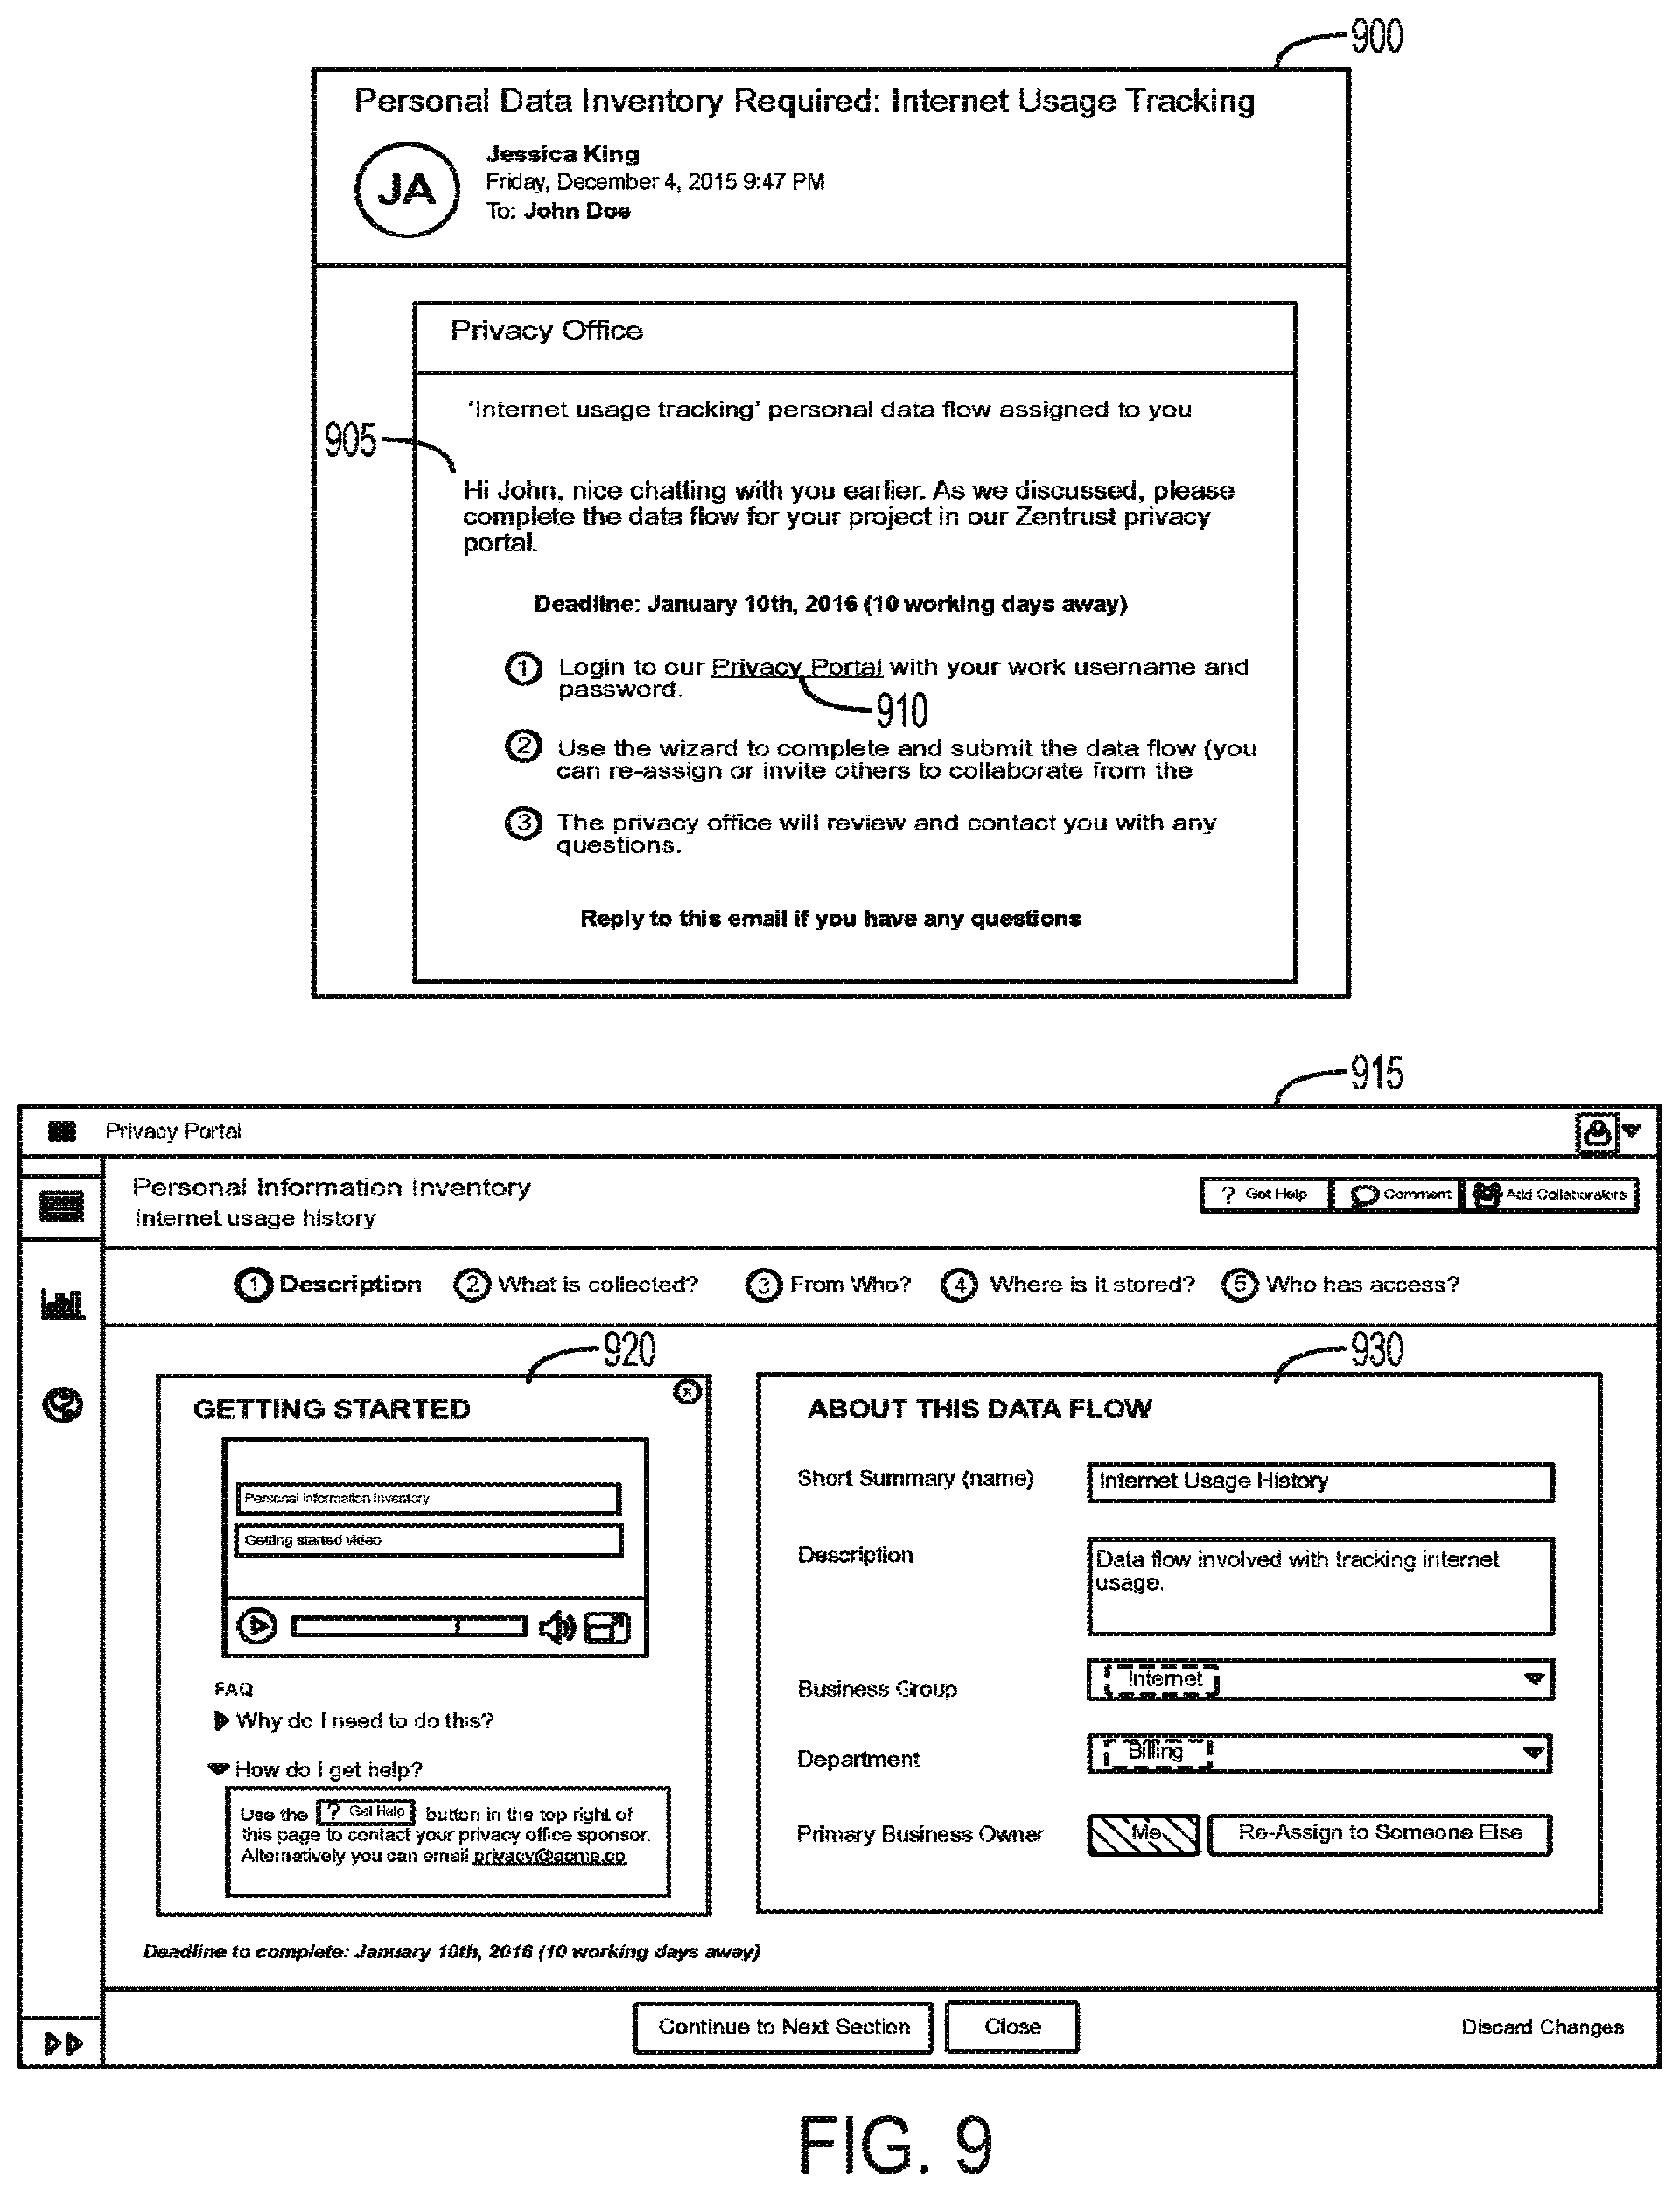 900
Personal Data Inventory Required: Internet Usage Tracking
JA
Jessica King
Friday, December 4, 2015 9:47 PM
To: John Doe
Privacy Office
'Internet usage tracking' personal data flow assigned to you
905
Hi John, nice chatting with you earlier. As we discussed, please
complete the data flow for your project in our Zentrust privacy
portal.
Deadline: January 10th, 2016 (10 working days away)
1 Login to our Privacy Portal with your work username and
password.
910
2 Use the wizard to complete and submit the data flow (you
can re-assign or invite others to collaborate from the
3 The privacy office will review and contact you with any
questions.
Reply to this email if you have any questions
915
Privacy Portal
Personal Information Inventory
Internet usage history
? Get Help
Comment
Add Collaborators
1 Description
2 What is collected?
3 From Who?
4 Where is it stored?
5 Who has access?
920
GETTING STARTED
x
Personal information inventory
Getting started video
FAQ
Why do I need to do this?
How do I get help?
Use the ? Get Help button in the top right of
this page to contact your privacy office sponsor.
Alternatively you can email privacy@acme.co
930
ABOUT THIS DATA FLOW
Short Summary (name)
Internet Usage History
Description
Data flow involved with tracking internet
usage.
Business Group
Internet
Department
Billing
Primary Business Owner
Me
Re-Assign to Someone Else
Deadline to complete: January 10th, 2016 (10 working days away)
Continue to Next Section
Close
Discard Changes
FIG. 9